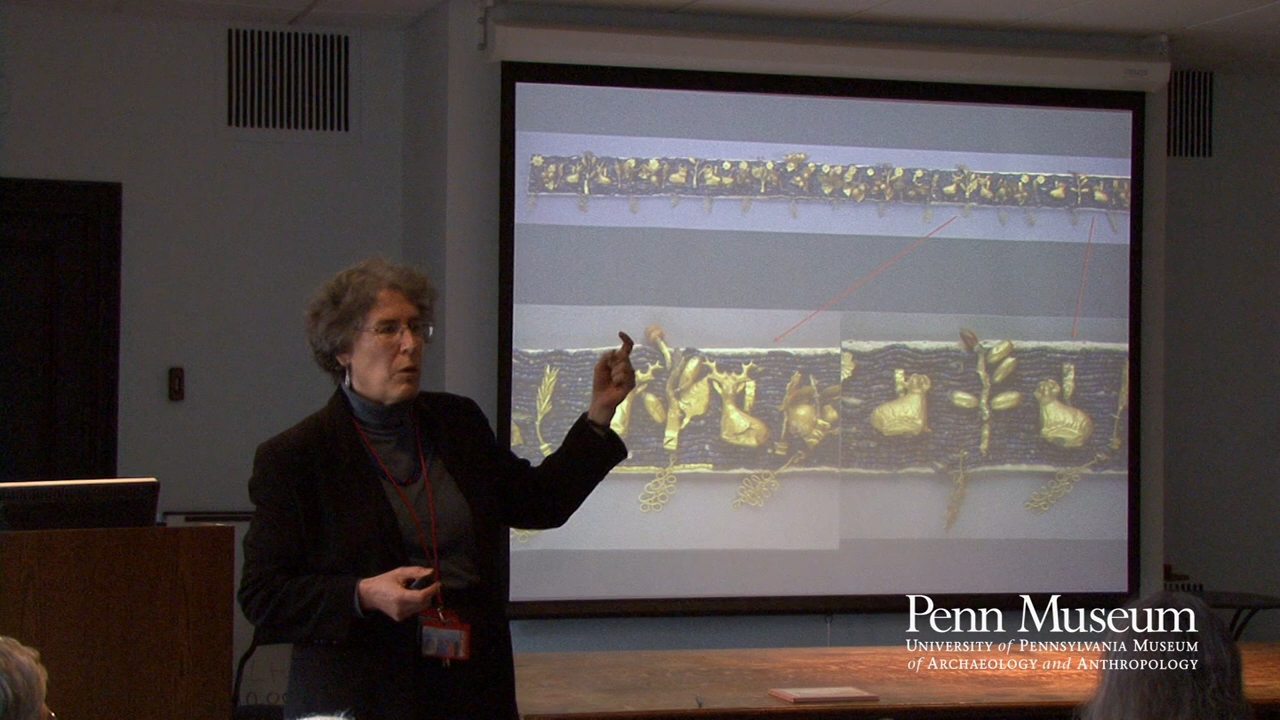 Penn Museum
UNIVERSITY of PENNSYLVANIA MUSEUM
of ARCHAEOLOGY and ANTHROPOLOGY